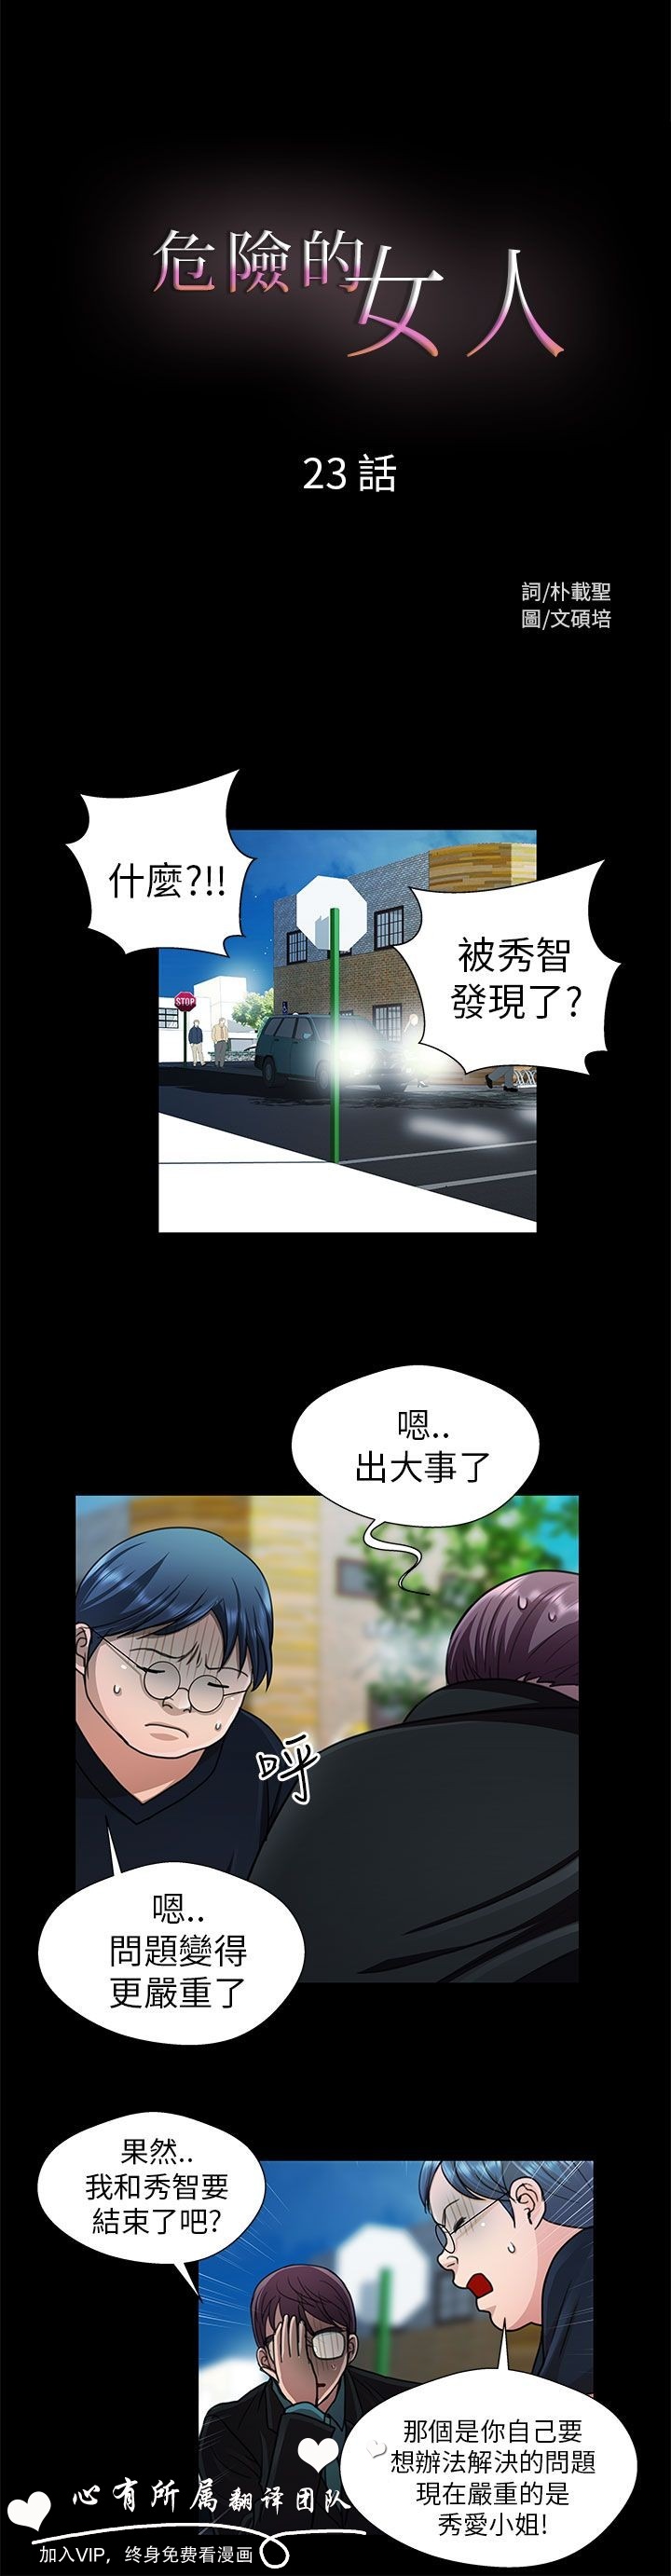 危險的女人
23話
詞/朴載聖
圖/文碩培
什麼?!!
被秀智
發現了?
STOP
嗯..
出大事了
呼
嗯..
問題變得
更嚴重了
果然..
我和秀智要
結束了吧?
那個是你自己要
想辦法解決的問題
現在嚴重的是
秀愛小姐!
心有所属翻译团队
加入VIP，终身免费看漫画